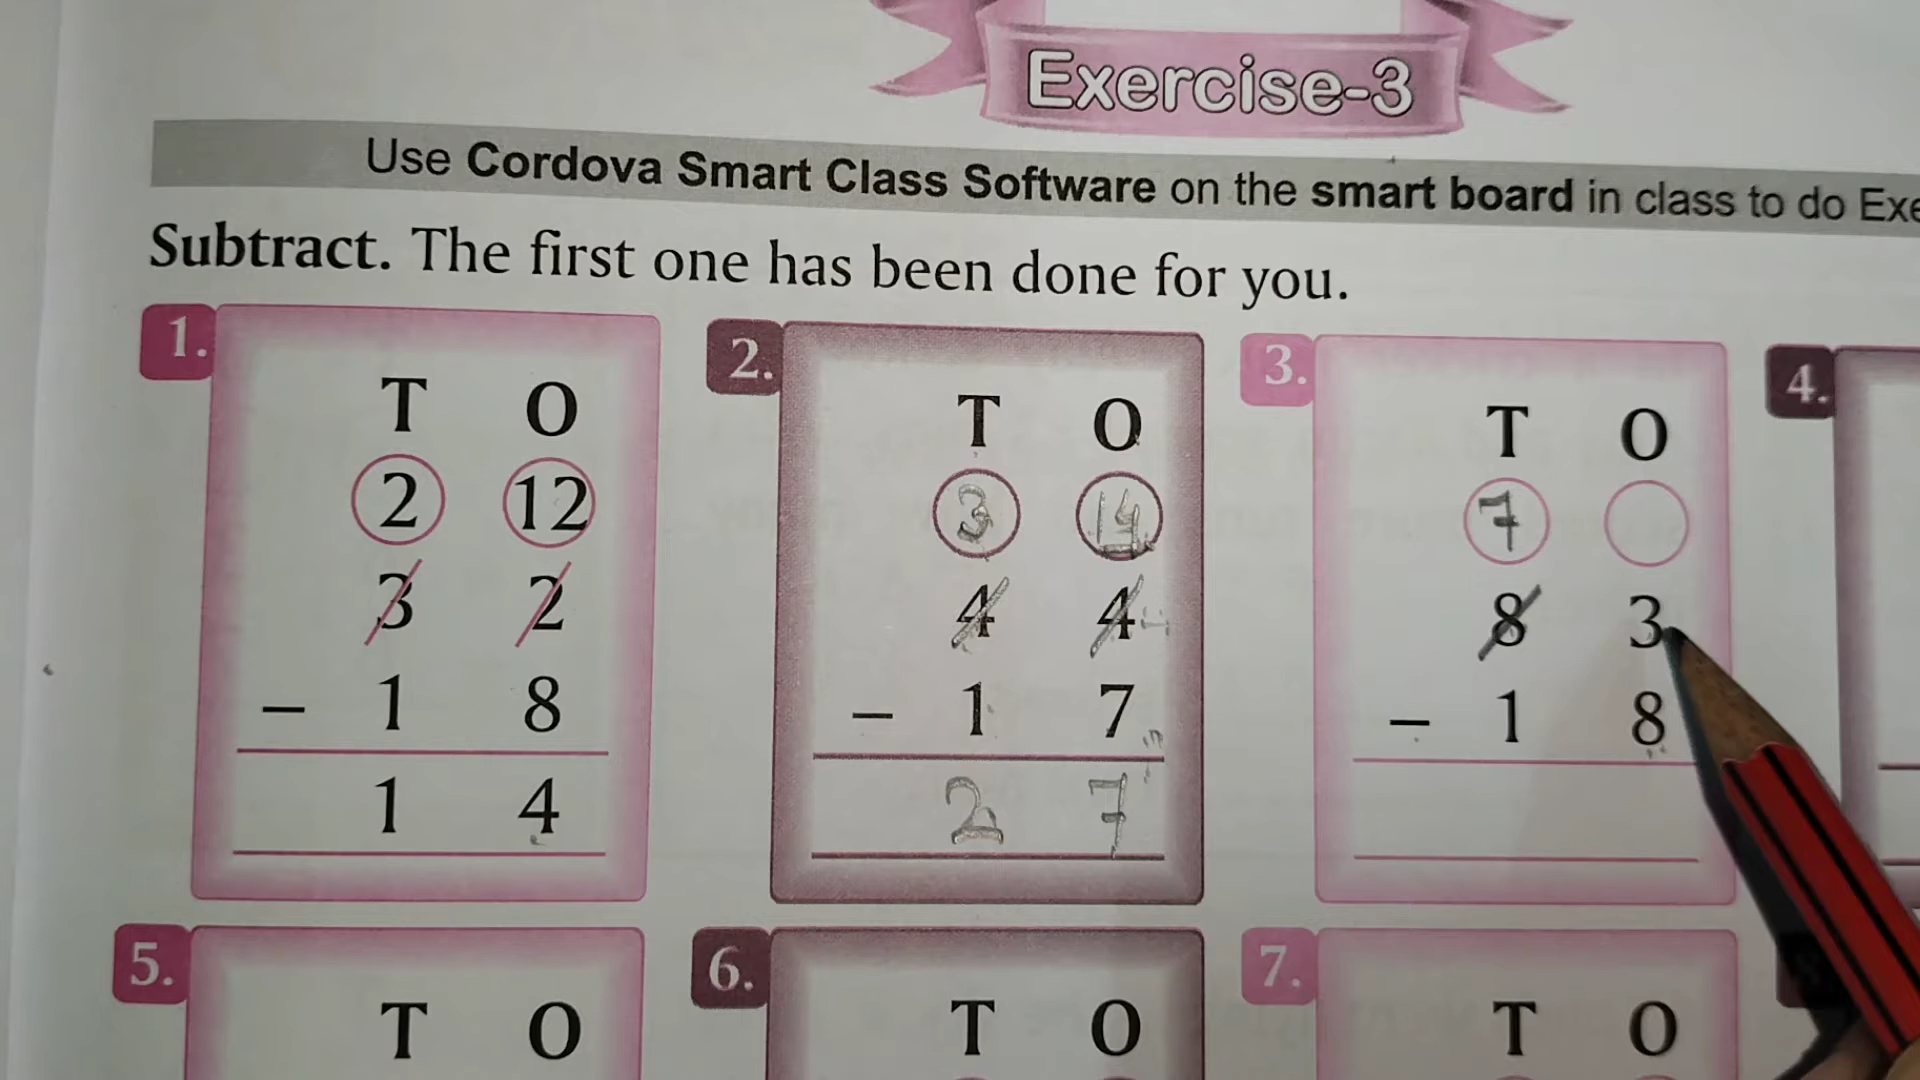 Exercise-3
Use Cordova Smart Class Software on the smart board in class to do Exe
Subtract. The first one has been done for you.
1.
T O
2 12
3 2
– 1 8
1 4
2.
T O
3 14
4 4
– 1 7
2 7
3.
T O
7
8 3
– 1 8
4.
5.
T O
6.
T O
7.
T O